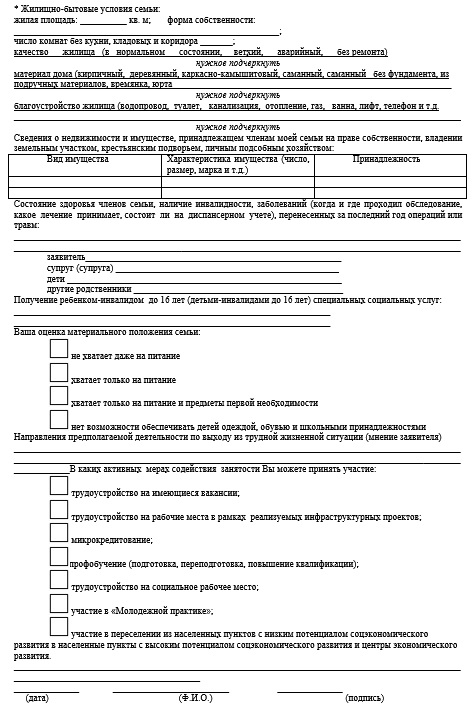 * Жилищно-бытовые условия семьи:
жилая площадь: __________ кв. м; форма собственности:
____________________________________________________________;
число комнат без кухни, кладовых и коридора _______;
качество жилища (в нормальном состоянии, ветхий, аварийный, без ремонта)
нужное подчеркнуть
материал дома (кирпичный, деревянный, каркасно-камышитовый, саманный, саманный без фундамента, из
подручных материалов, времянка, юрта
нужное подчеркнуть
благоустройство жилища (водопровод, туалет, канализация, отопление, газ, ванна, лифт, телефон и т.д.
нужное подчеркнуть
Сведения о недвижимости и имуществе, принадлежащем членам моей семьи на праве собственности, владении
земельным участком, крестьянским подворьем, личным подсобным хозяйством:
Вид имущества Характеристика имущества (число, Принадлежность
размер, марка и т.д.)
Состояние здоровья членов семьи, наличие инвалидности, заболеваний (когда и где проходил обследование,
какое лечение принимает, состоит ли на диспансерном учете), перенесенных за последний год операций или
травм:
заявитель____________________
супруг (супруга) ____________________
дети ____________________
другие родственники ____________________
Получение ребенком-инвалидом до 16 лет (детьми-инвалидами до 16 лет) специальных социальных услуг:
Ваша оценка материального положения семьи:
не хватает даже на питание
хватает только на питание
хватает только на питание и предметы первой необходимости
нет возможности обеспечивать детей одеждой, обувью и школьными принадлежностями
Направления предполагаемой деятельности по выходу из трудной жизненной ситуации (мнение заявителя)
____________В каких активных мерах содействия занятости Вы можете принять участие:
трудоустройство на имеющиеся вакансии;
трудоустройство на рабочие места в рамках реализуемых инфраструктурных проектов;
микрокредитование;
профобучение (подготовка, переподготовка, повышение квалификации);
трудоустройство на социальное рабочее место;
участие в «Молодежной практике»;
участие в переселении из населенных пунктов с низким потенциалом соцэкономического
развития в населенные пункты с высоким потенциалом соцэкономического развития и центры экономического
развития.
(дата) (Ф.И.О.) (подпись)